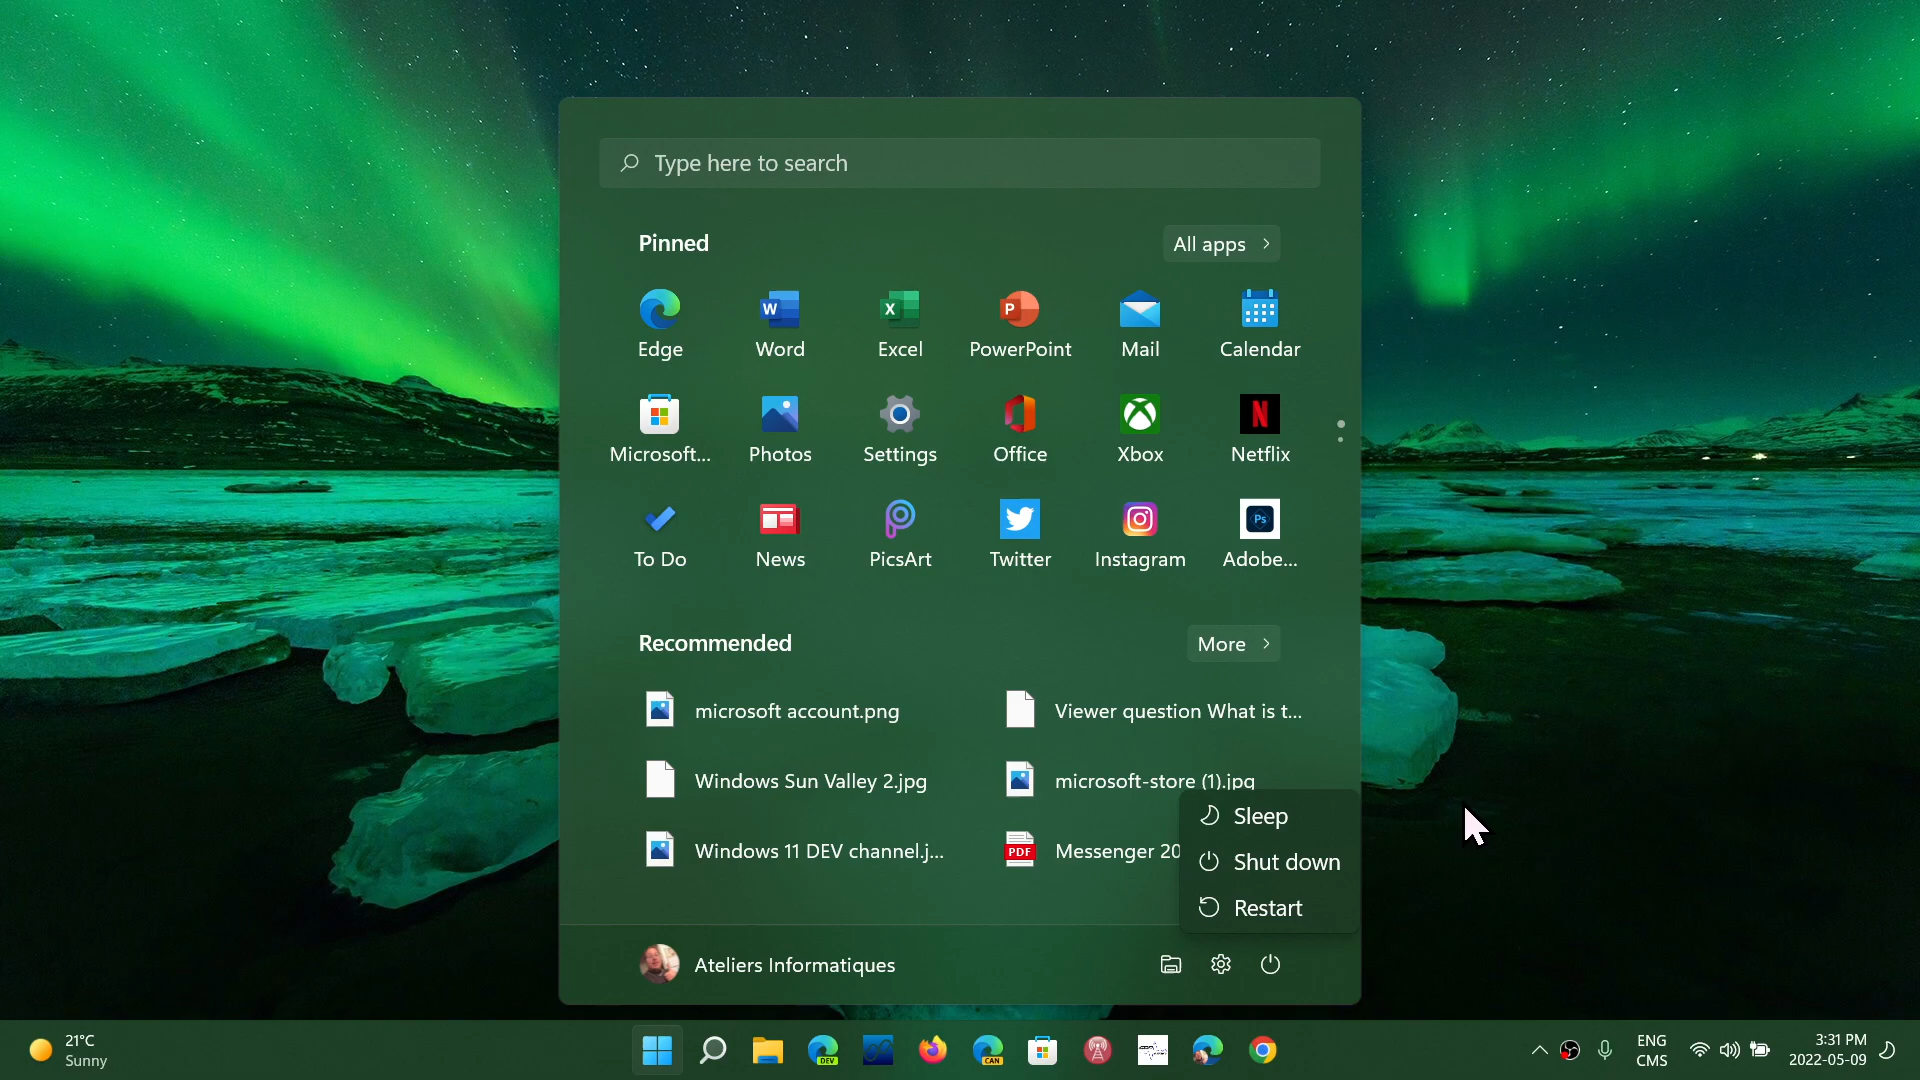 Type here to search
Pinned
All apps
Edge
Word
Excel
PowerPoint
Mail
Calendar
Microsoft...
Photos
Settings
Office
Xbox
Netflix
To Do
News
PicsArt
Twitter
Instagram
Adobe...
Recommended
More
microsoft account.png
Viewer question What is t...
Windows Sun Valley 2.jpg
microsoft-store (1).jpg
Windows 11 DEV channel.j...
PDF
Messenger 20
Sleep
Shut down
Restart
Ateliers Informatiques
21°C
Sunny
DEV
CAN
ENG
CMS
3:31 PM
2022-05-09